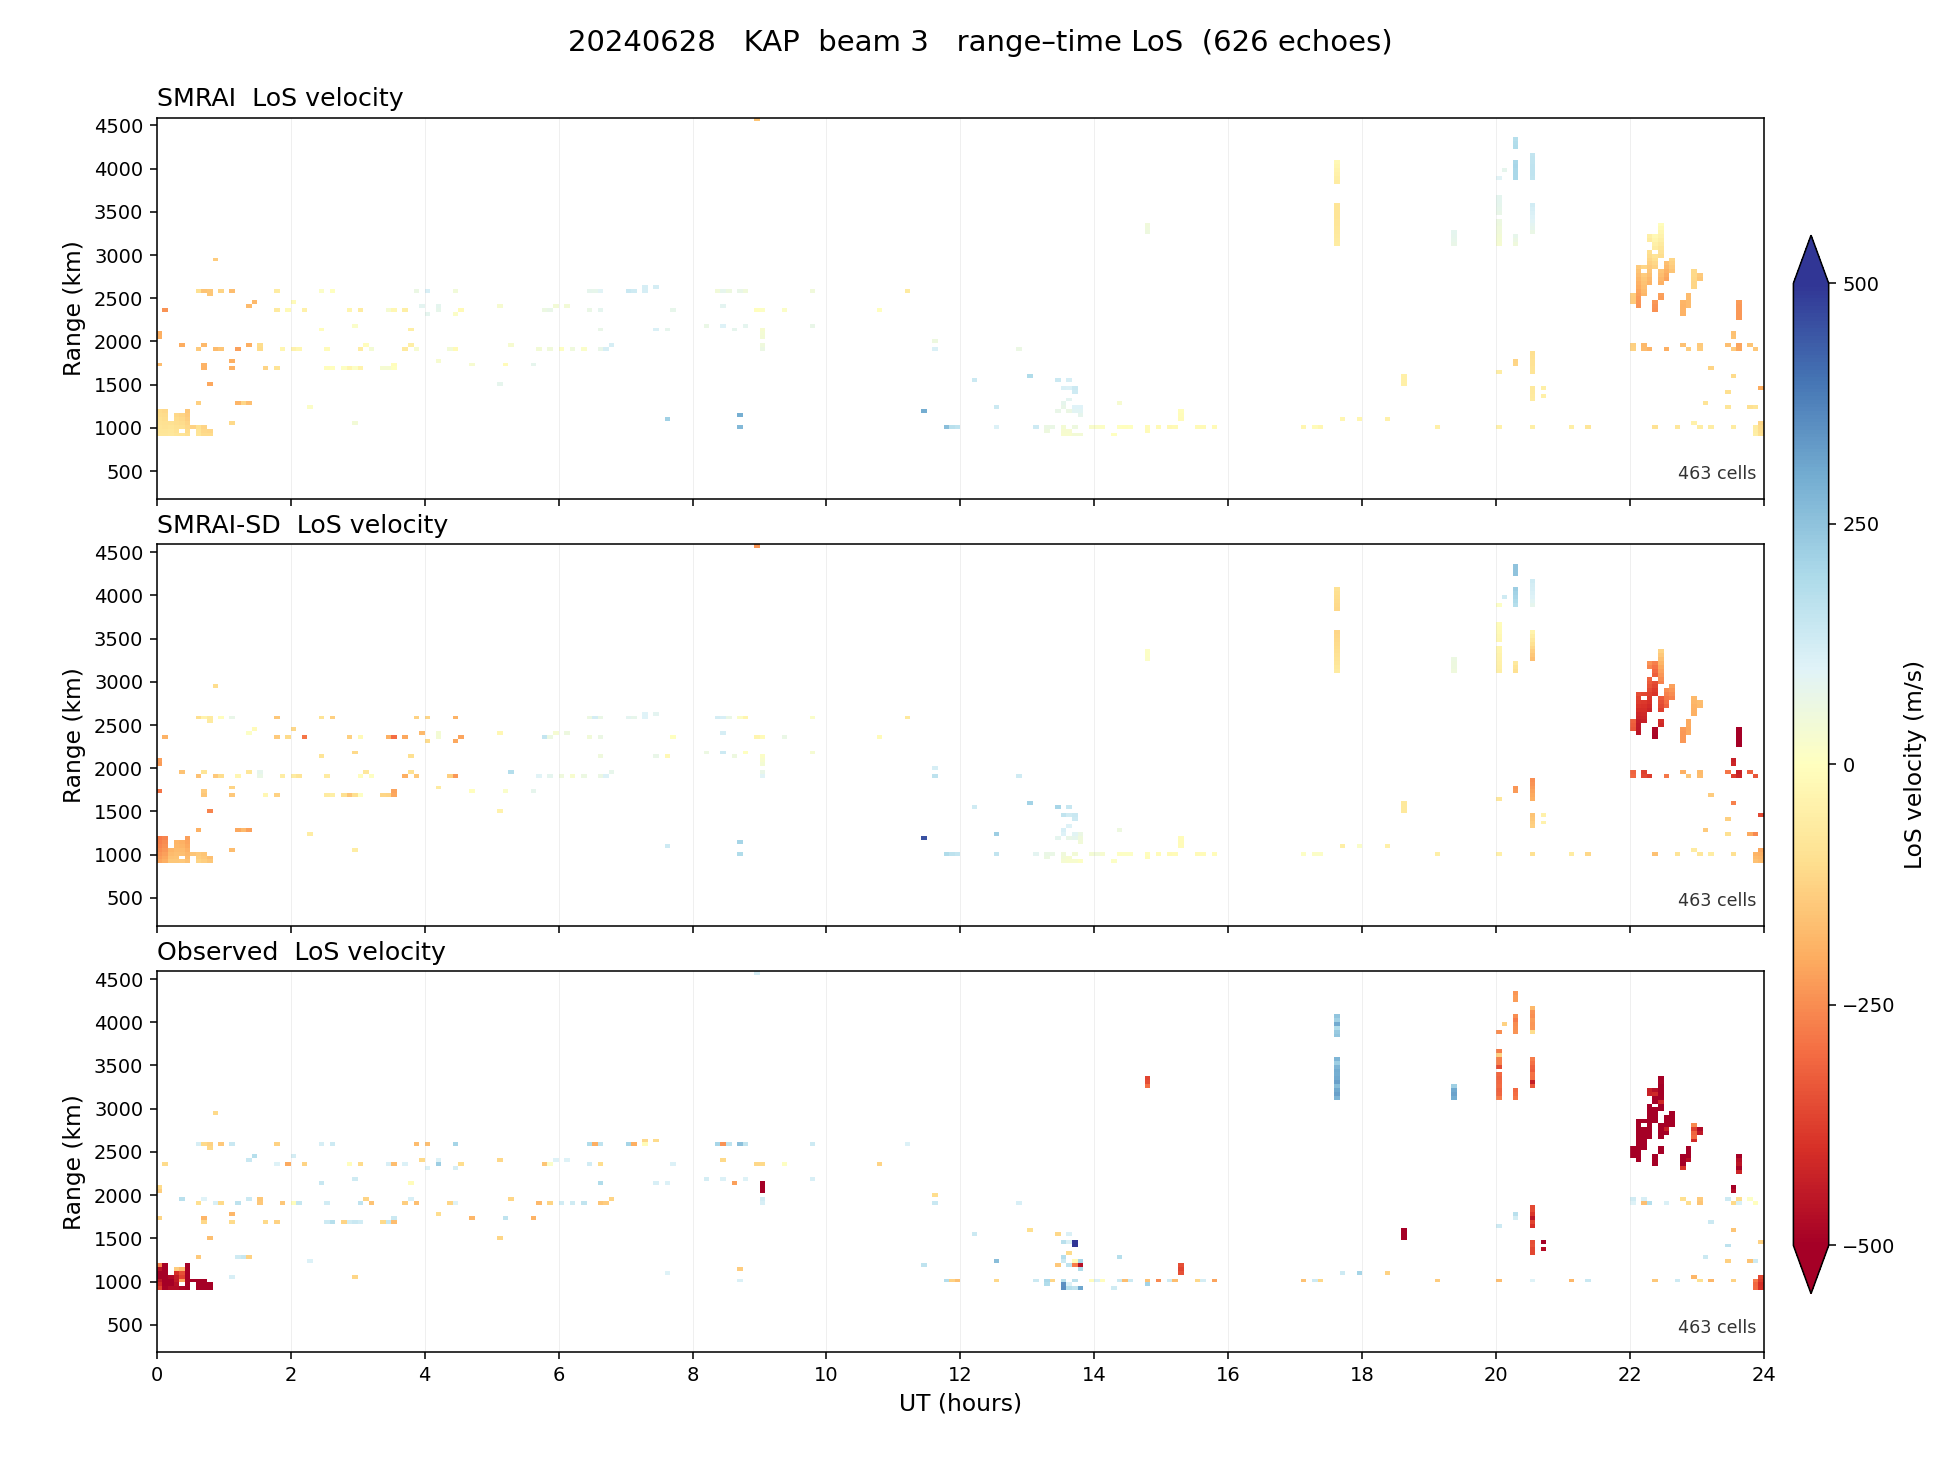 20240628   KAP  beam 3   range–time LoS  (626 echoes)
SMRAI  LoS velocity
4500
4000
3500
3000
2500
2000
1500
1000
500
Range (km)
463 cells
SMRAI-SD  LoS velocity
4500
4000
3500
3000
2500
2000
1500
1000
500
Range (km)
463 cells
Observed  LoS velocity
4500
4000
3500
3000
2500
2000
1500
1000
500
Range (km)
463 cells
0 2 4 6 8 10 12 14 16 18 20 22 24
UT (hours)
500
250
0
−250
−500
LoS velocity (m/s)